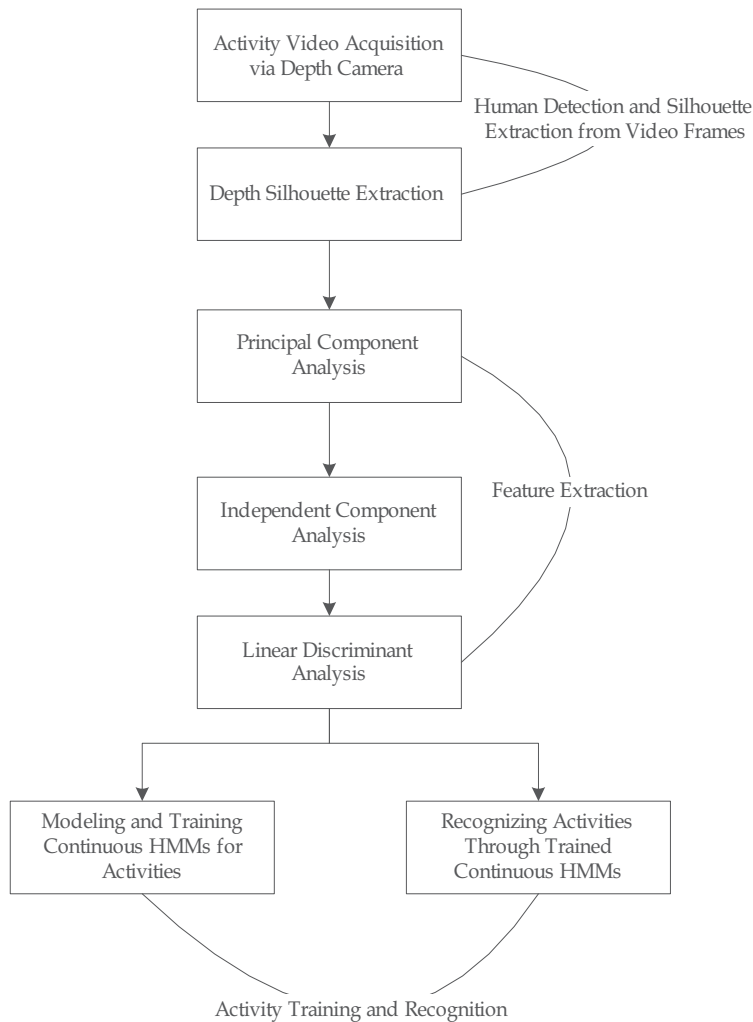 Activity Video Acquisition
via Depth Camera
Human Detection and Silhouette
Extraction from Video Frames
Depth Silhouette Extraction
Principal Component
Analysis
Feature Extraction
Independent Component
Analysis
Linear Discriminant
Analysis
Modeling and Training
Continuous HMMs for
Activities
Recognizing Activities
Through Trained
Continuous HMMs
Activity Training and Recognition